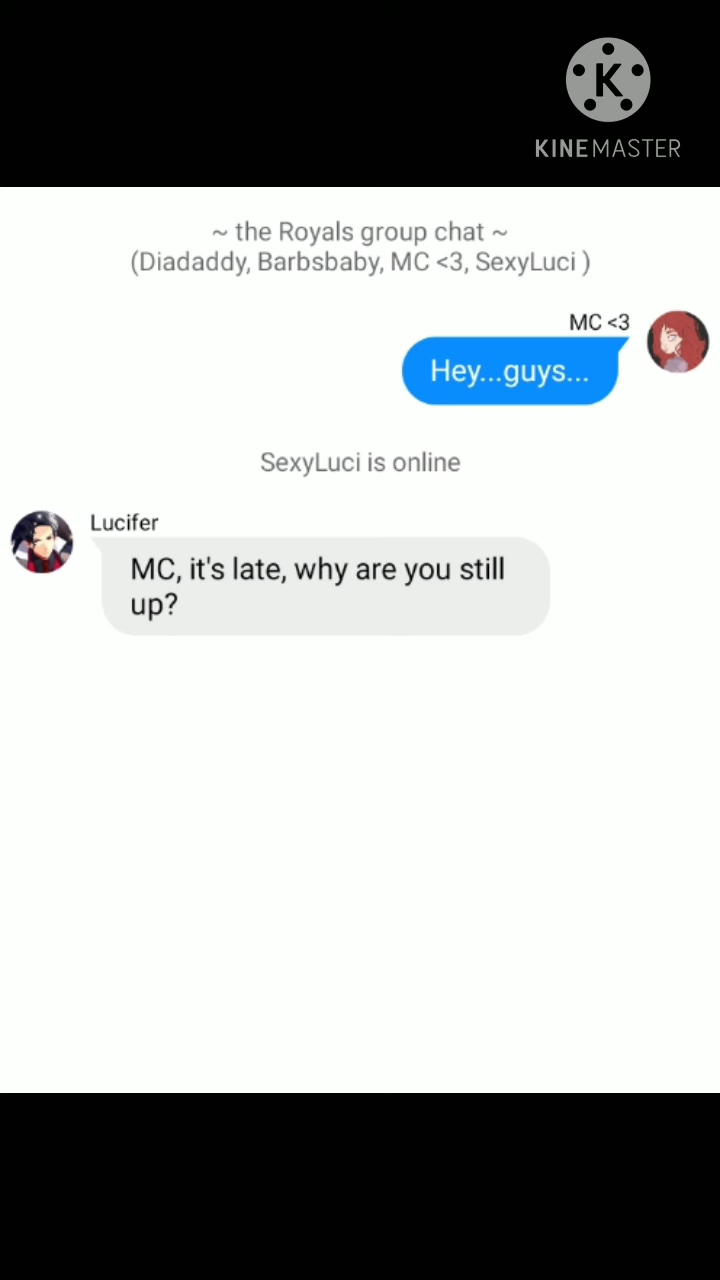 K
KINEMASTER
~ the Royals group chat ~
(Diadaddy, Barbsbaby, MC <3, SexyLuci )
MC <3
Hey...guys...
SexyLuci is online
Lucifer
MC, it's late, why are you still
up?